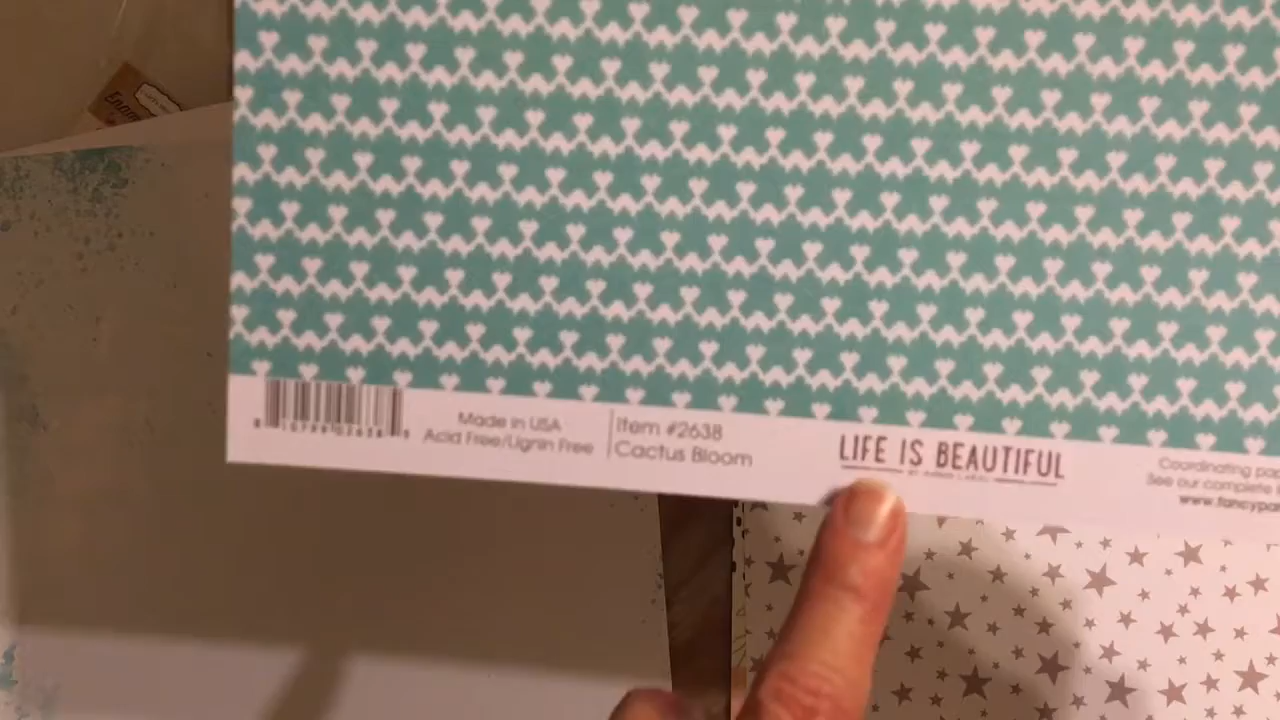 Made in USA
Acid Free/Lignin Free
Item #2638
Cactus Bloom
LIFE IS BEAUTIFUL
Coordinating
See our complete
www.fancypa